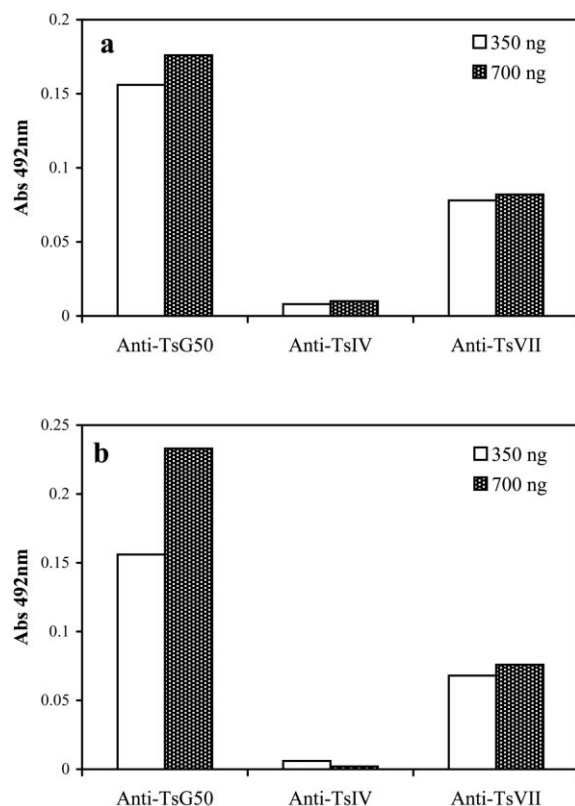 a
350 ng
700 ng
0.2
0.15
0.1
0.05
0
Abs 492nm
Anti-TsG50 Anti-TsIV Anti-TsVII
b
350 ng
700 ng
0.25
0.2
0.15
0.1
0.05
0
Abs 492nm
Anti-TsG50 Anti-TsIV Anti-TsVII